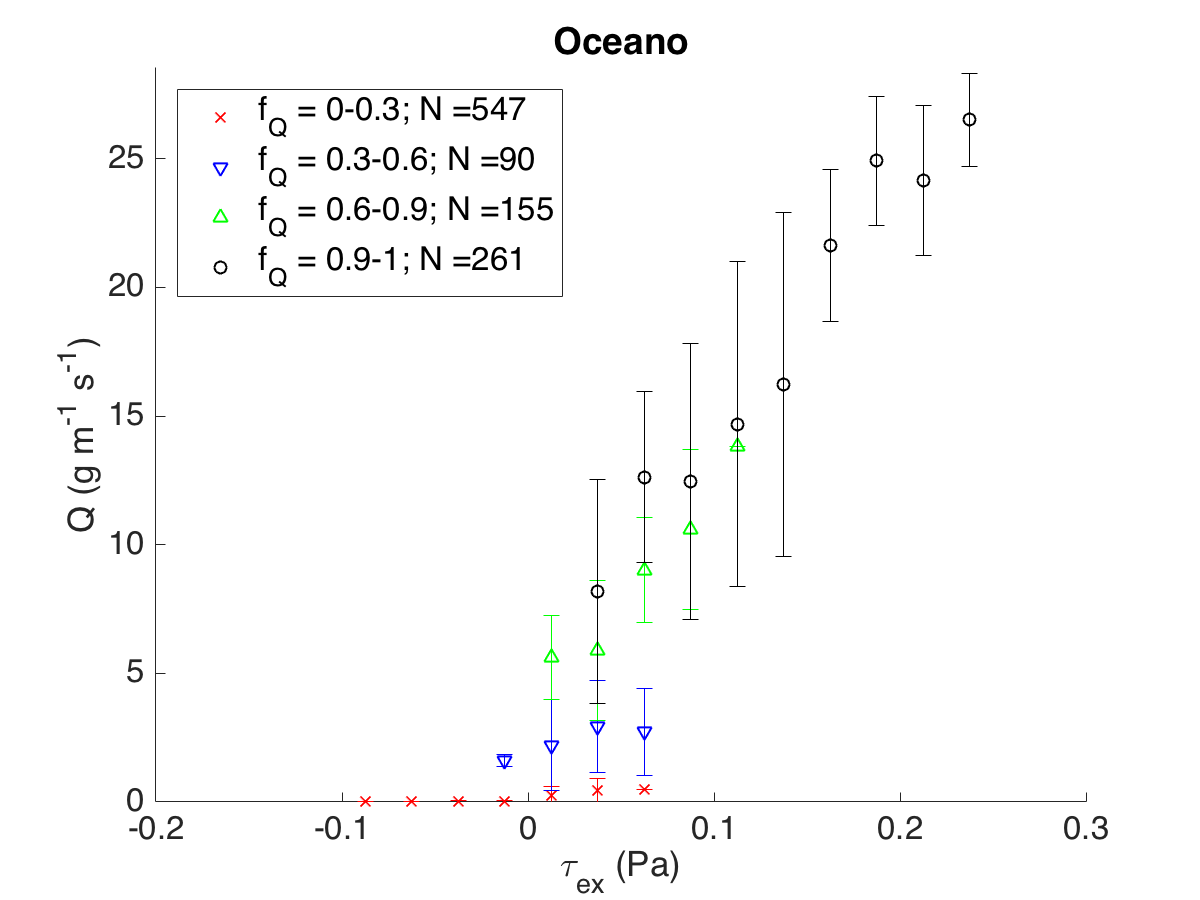 Oceano
f_Q = 0-0.3; N =547
f_Q = 0.3-0.6; N =90
f_Q = 0.6-0.9; N =155
f_Q = 0.9-1; N =261
25
20
15
10
5
0
Q (g m^-1 s^-1)
-0.2 -0.1 0 0.1 0.2 0.3
τ_ex (Pa)